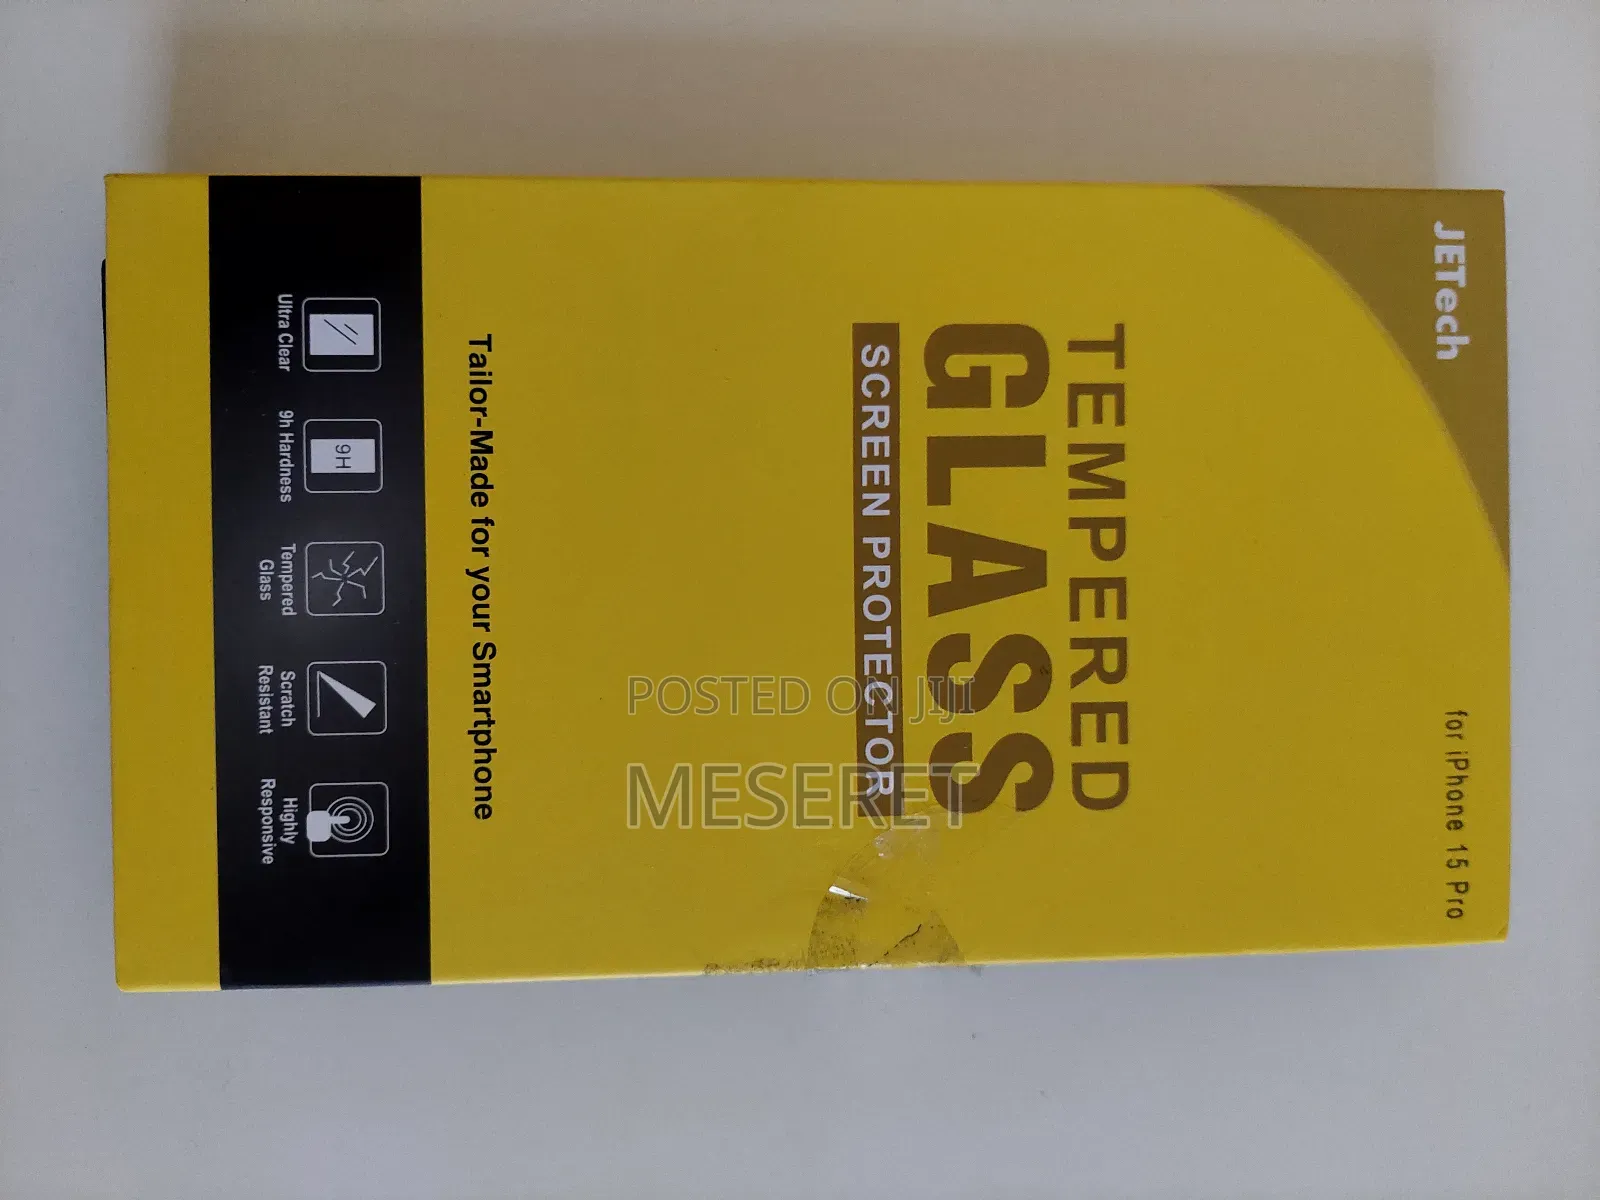 JETech
for iPhone 15 Pro
TEMPERED
GLASS
SCREEN PROTECTOR
Tailor-Made for your Smartphone
9H
Ultra Clear
9h Hardness
Tempered
Glass
Scratch
Resistant
Highly
Responsive
POSTED ON JIJI
MESERET